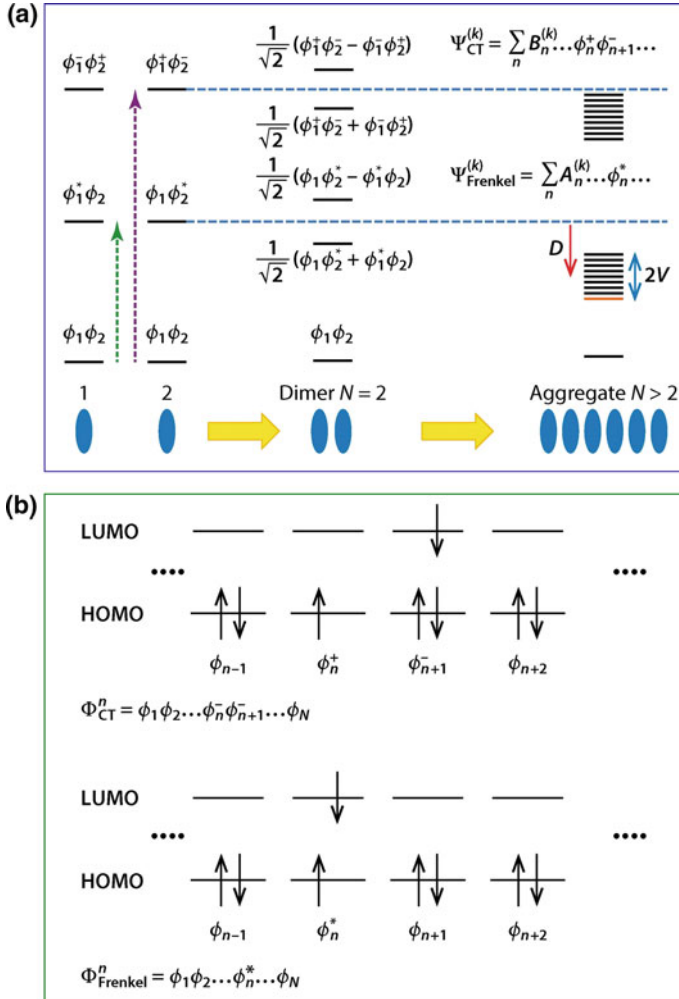 (a)
ϕ₁⁻ϕ₂⁺ ϕ₁⁺ϕ₂⁻ 1/√2 (ϕ₁⁺ϕ₂⁻ − ϕ₁⁻ϕ₂⁺) Ψ_CT^(k) = ∑_n B_n^(k)...ϕ_n⁺ϕ_{n+1}⁻...
1/√2 (ϕ₁⁺ϕ₂⁻ + ϕ₁⁻ϕ₂⁺)
ϕ₁*ϕ₂ ϕ₁ϕ₂* 1/√2 (ϕ₁ϕ₂* − ϕ₁*ϕ₂) Ψ_Frenkel^(k) = ∑_n A_n^(k)...ϕ_n*...
D
1/√2 (ϕ₁ϕ₂* + ϕ₁*ϕ₂) 2V
ϕ₁ϕ₂ ϕ₁ϕ₂ ϕ₁ϕ₂
1 2 Dimer N = 2 Aggregate N > 2
(b)
LUMO
.... ....
HOMO
ϕ_{n−1} ϕ_n⁺ ϕ_{n+1}⁻ ϕ_{n+2}
Φ_CT^n = ϕ₁ϕ₂...ϕ_n⁻ϕ_{n+1}⁻...ϕ_N
LUMO
.... ....
HOMO
ϕ_{n−1} ϕ_n* ϕ_{n+1} ϕ_{n+2}
Φ_Frenkel^n = ϕ₁ϕ₂...ϕ_n*...ϕ_N